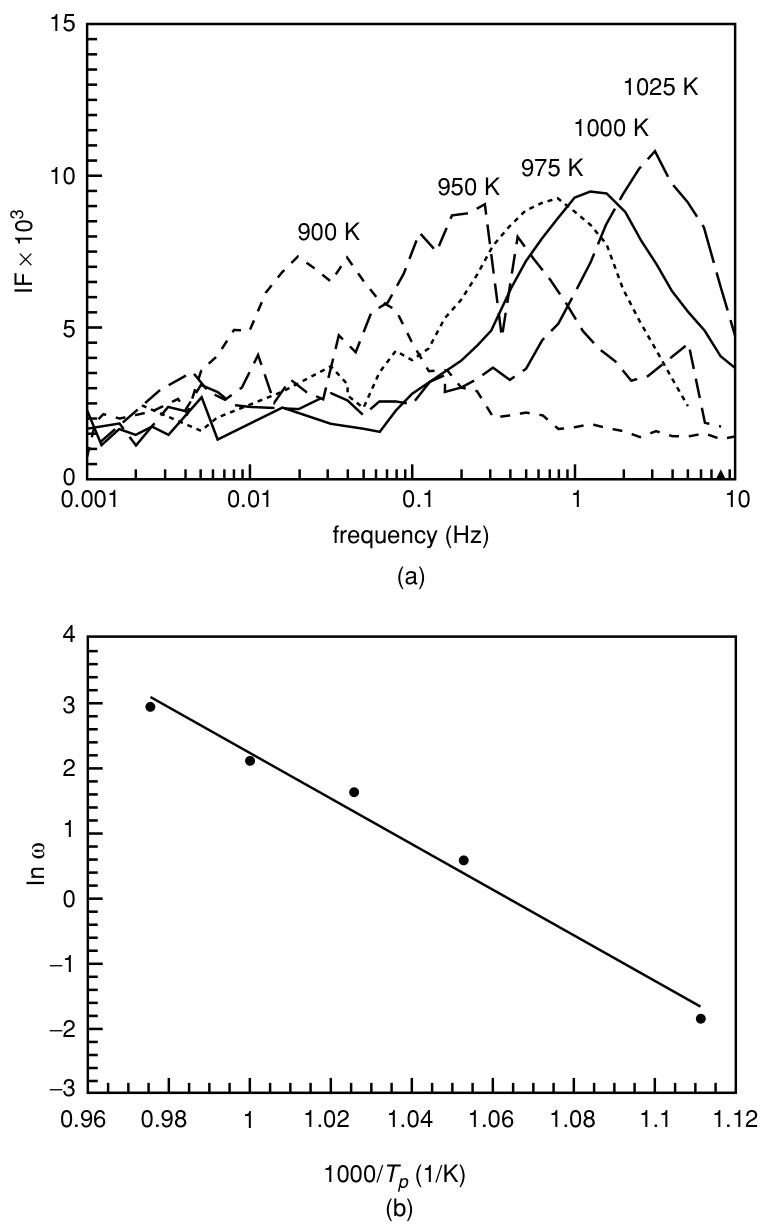 15
1025 K
1000 K
975 K
10
950 K
900 K
IF × 10³
5
0
0.001 0.01 0.1 1 10
frequency (Hz)
(a)
4
3
2
1
ln ω
0
−1
−2
−3
0.96 0.98 1 1.02 1.04 1.06 1.08 1.1 1.12
1000/Tₚ (1/K)
(b)